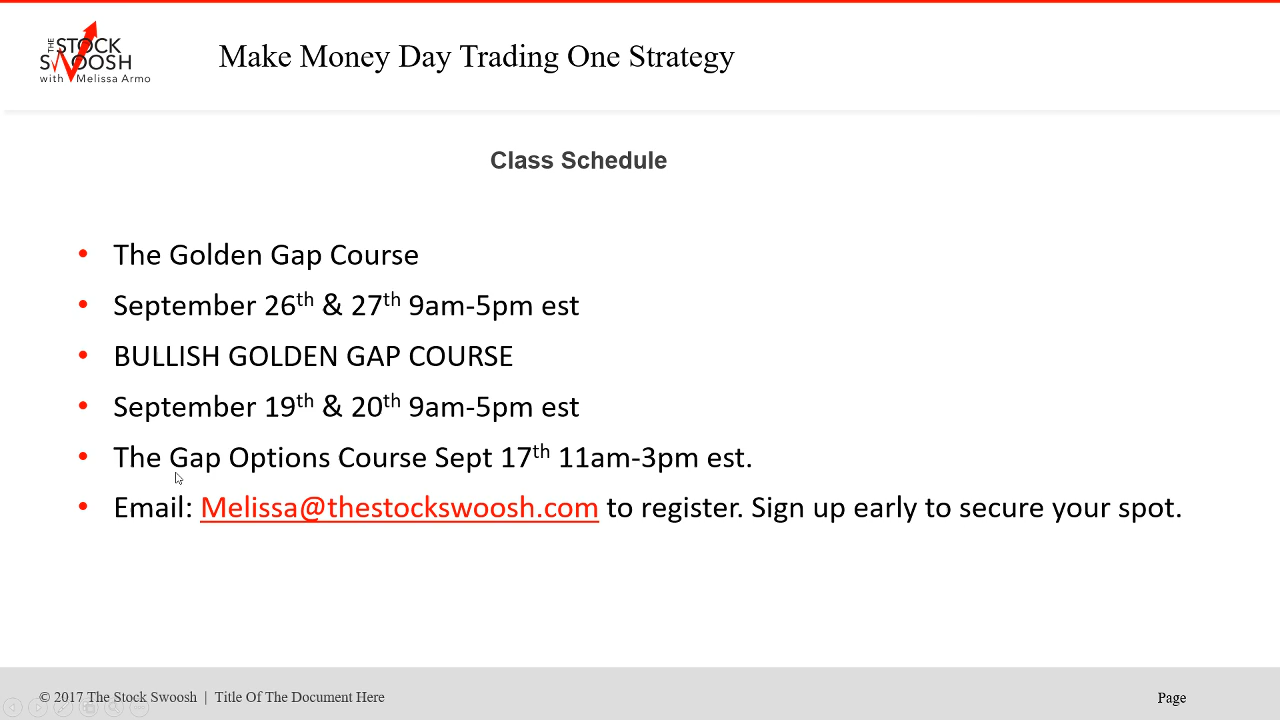 THE STOCK
SWOOSH
with Melissa Armo
Make Money Day Trading One Strategy
Class Schedule
• The Golden Gap Course
• September 26th & 27th 9am-5pm est
• BULLISH GOLDEN GAP COURSE
• September 19th & 20th 9am-5pm est
• The Gap Options Course Sept 17th 11am-3pm est.
• Email: Melissa@thestockswoosh.com to register. Sign up early to secure your spot.
© 2017 The Stock Swoosh | Title Of The Document Here
Page